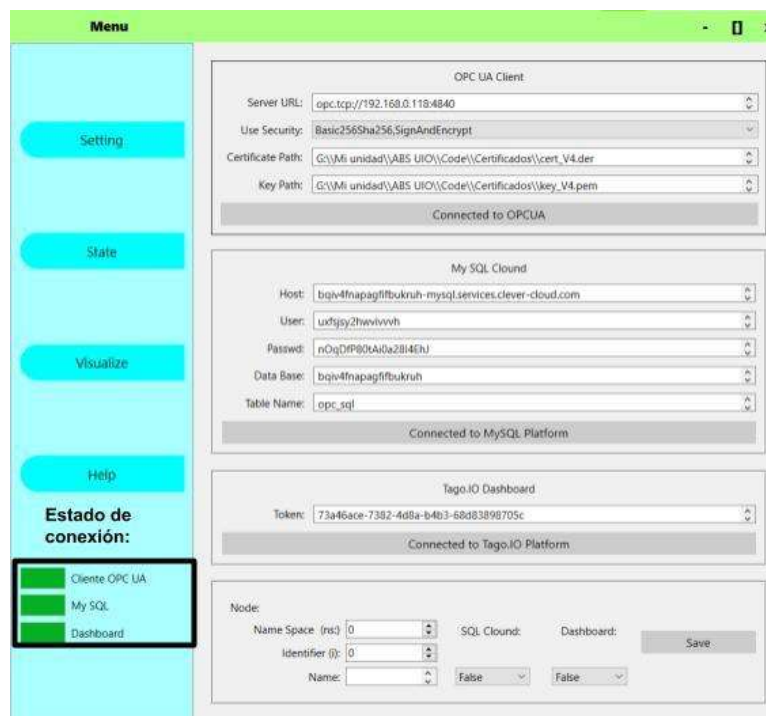 Menu
- []
Setting
State
Visualize
Help
Estado de
conexión:
Cliente OPC UA
My SQL
Dashboard
OPC UA Client
Server URL: opc.tcp://192.168.0.118:4840
Use Security: Basic256Sha256,SignAndEncrypt
Certificate Path: G:\\Mi unidad\\ABS UIO\\Code\\Certificados\\cert_V4.der
Key Path: G:\\Mi unidad\\ABS UIO\\Code\\Certificados\\key_V4.pem
Connected to OPCUA
My SQL Clound
Host: bqiv4fnapagfifbukruh-mysql.services.clever-cloud.com
User:
Passwd:
Data Base: bqiv4fnapagfifbukruh
Table Name: opc_sql
Connected to MySQL Platform
Tago.IO Dashboard
Token: 73a46ace-7382-4d8a-b4b3-68d83898705c
Connected to Tago.IO Platform
Node:
Name Space (ns:) 0
SQL Clound:
Dashboard:
Save
Identifier (i): 0
Name:
False
False